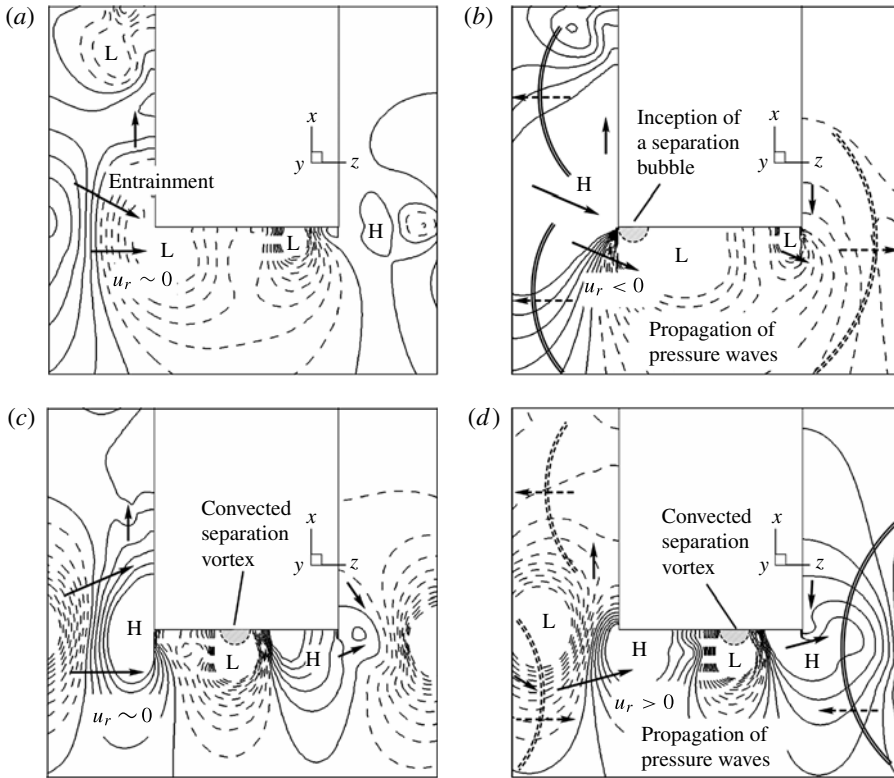 (a)
L
x
y
z
Entrainment
L
L
H
u_r ∼ 0
(b)
Inception of
a separation
bubble
x
y
z
H
L
L
u_r < 0
Propagation of
pressure waves
(c)
Convected
separation
vortex
x
y
z
H
L
H
u_r ∼ 0
(d)
Convected
separation
vortex
x
y
z
L
H
L
H
u_r > 0
Propagation of
pressure waves